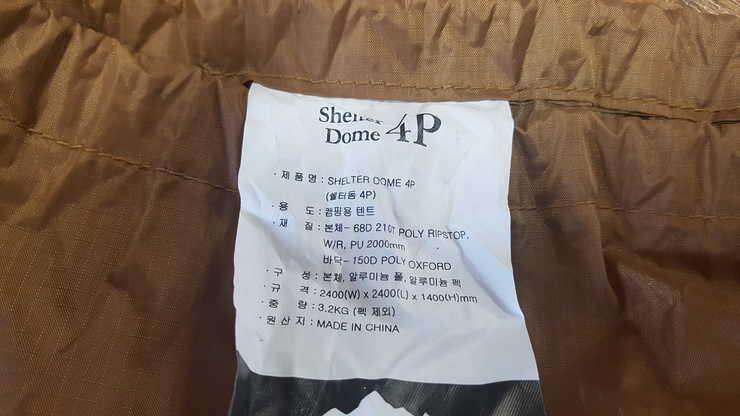 Shelter
Dome 4P
· 제 품 명 : SHELTER DOME 4P
(쉘터돔 4P)
· 용 도 : 캠핑용 텐트
· 재 질 : 본체- 68D 210T POLY RIPSTOP,
W/R, PU 2000mm
바닥- 150D POLY OXFORD
· 구 성 : 본체, 알루미늄 폴, 알루미늄 팩
· 규 격 : 2400(W) x 2400(L) x 1400(H)mm
· 중 량 : 3.2KG (팩 제외)
· 원 산 지 : MADE IN CHINA